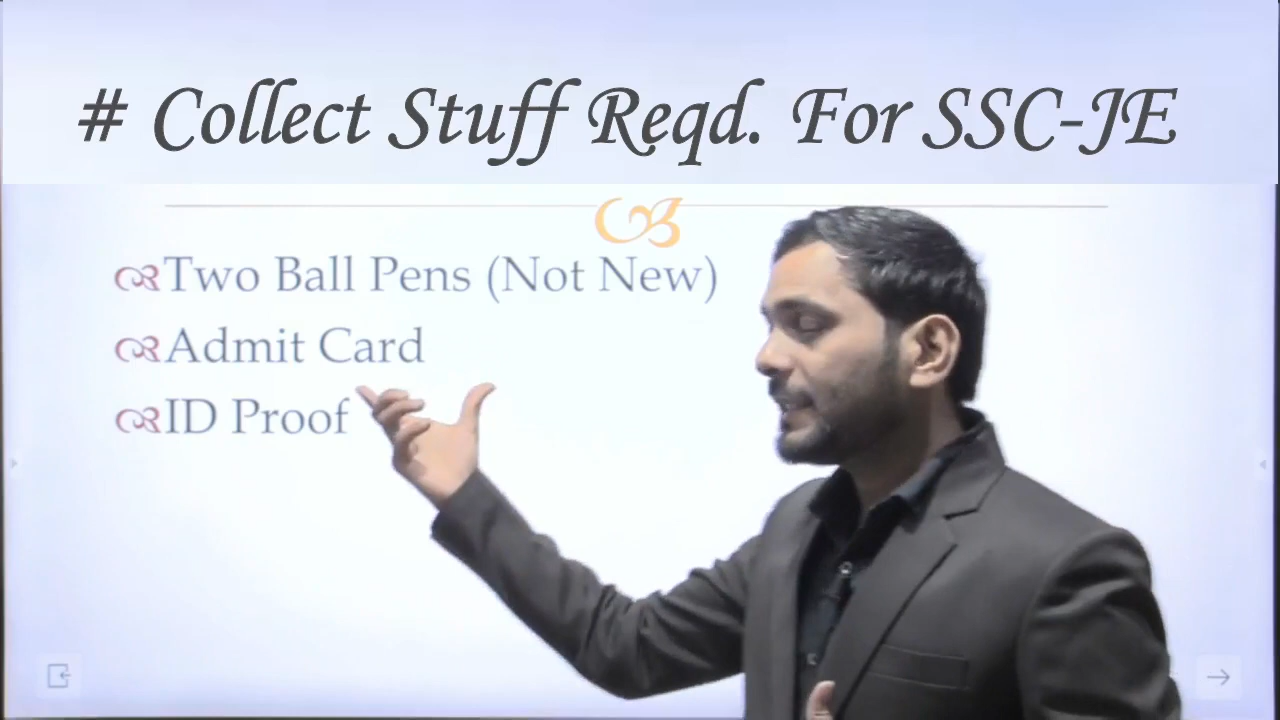 # Collect Stuff Reqd. For SSC-JE
Two Ball Pens (Not New)
Admit Card
ID Proof